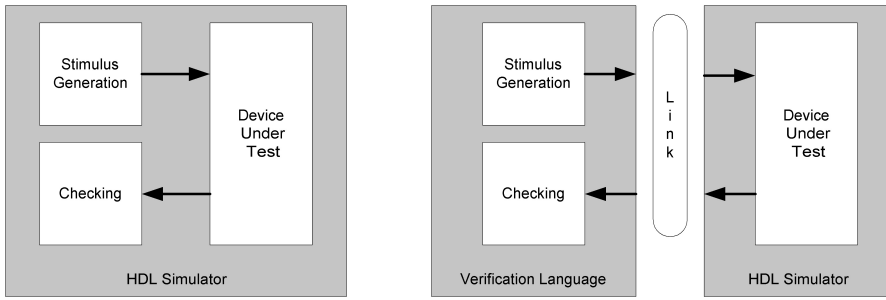 Stimulus
Generation
Device
Under
Test
Checking
HDL Simulator
Stimulus
Generation
Checking
Verification Language
L
i
n
k
Device
Under
Test
HDL Simulator